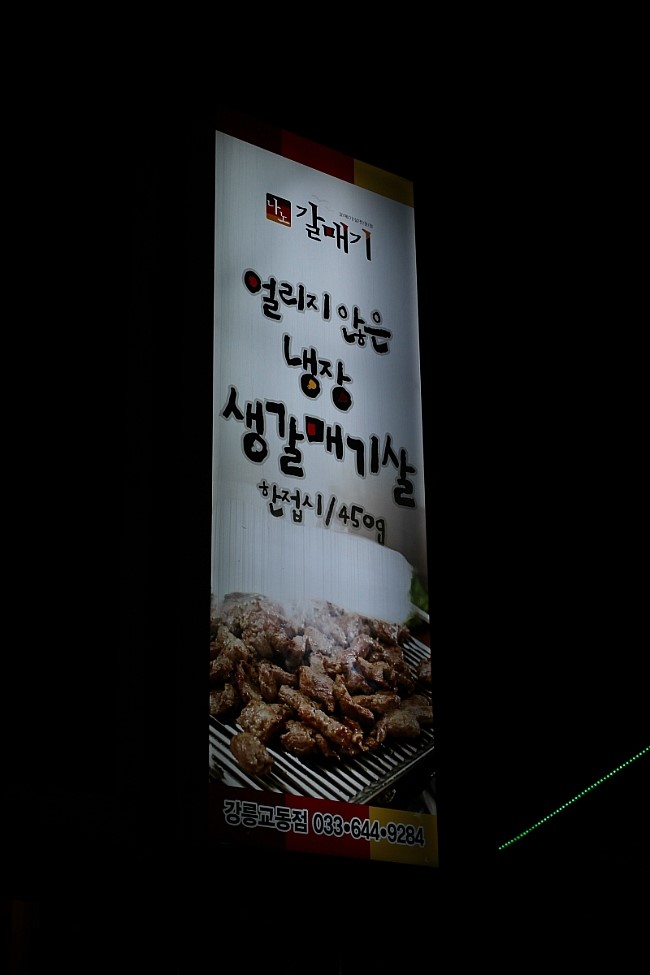 나노 갈매기
얼리지 않은
냉장
생갈매기살
한접시/450g
강릉교동점 033•644•9284